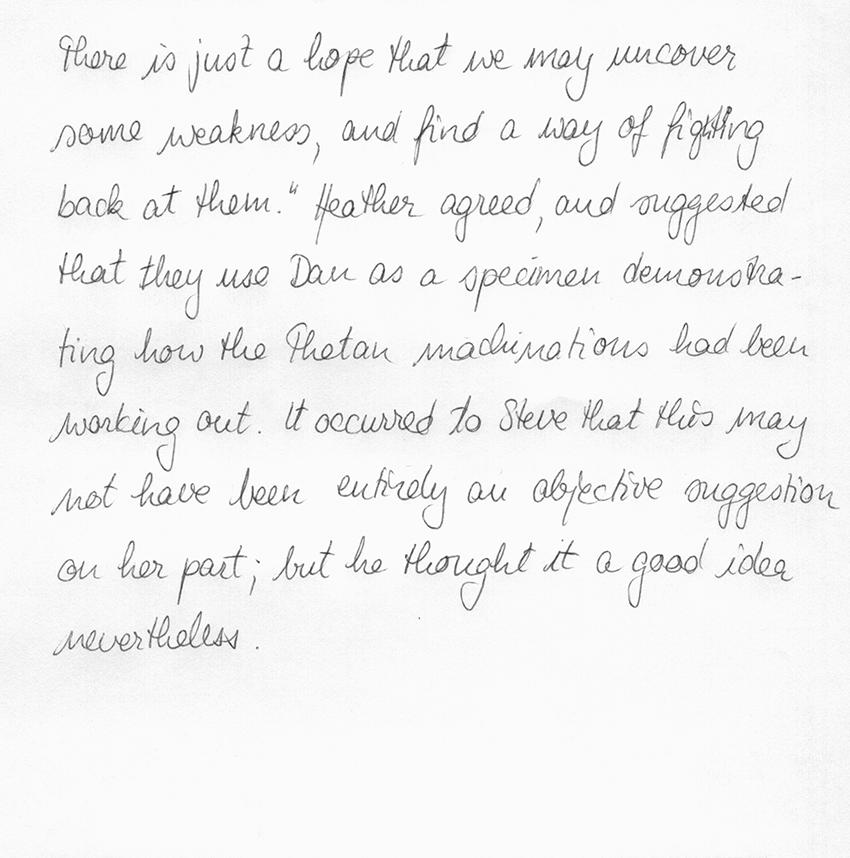 There is just a hope that we may uncover
some weakness, and find a way of fighting
back at them." Heather agreed, and suggested
that they use Dan as a specimen demonstra-
ting how the Thetan machinations had been
working out. It occurred to Steve that this may
not have been entirely an objective suggestion
on her part; but he thought it a good idea
nevertheless.